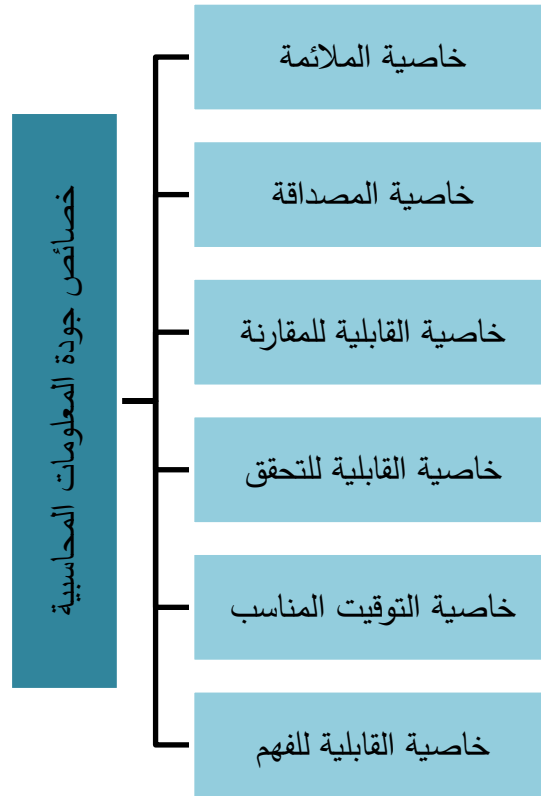 خصائص جودة المعلومات المحاسبية
خاصية الملائمة
خاصية المصداقة
خاصية القابلية للمقارنة
خاصية القابلية للتحقق
خاصية التوقيت المناسب
خاصية القابلية للفهم